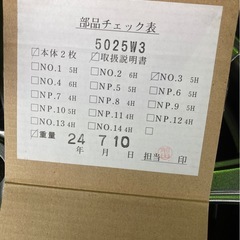 部品チェック表
5025W3
☑本体2枚 ☑取扱説明書
□NO.1 5H □NO.2 6H ☑NO.3 5H
□NO.4 5H □NP.5 4H □NP.6 5H
□NP.7 4H □NP.8 4H □NP.9 5H
□NP.10 5H □NP.11 4H □NP.12 4H
□NO.13 4H □NO.14 4H
☑重量 24 7 10
年 月 日 担当 印